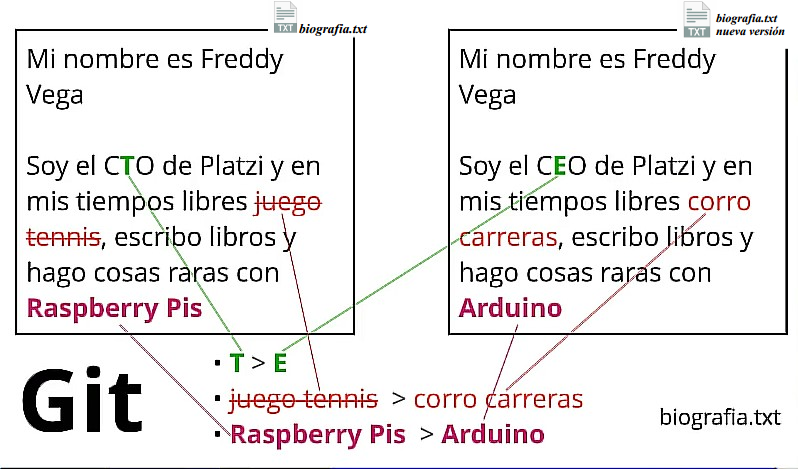 TXT biografia.txt
Mi nombre es Freddy
Vega
Soy el CTO de Platzi y en
mis tiempos libres juego
tennis, escribo libros y
hago cosas raras con
Raspberry Pis
TXT biografia.txt
nueva versión
Mi nombre es Freddy
Vega
Soy el CEO de Platzi y en
mis tiempos libres corro
carreras, escribo libros y
hago cosas raras con
Arduino
Git
▪ T > E
▪ juego tennis > corro carreras
▪ Raspberry Pis > Arduino
biografia.txt